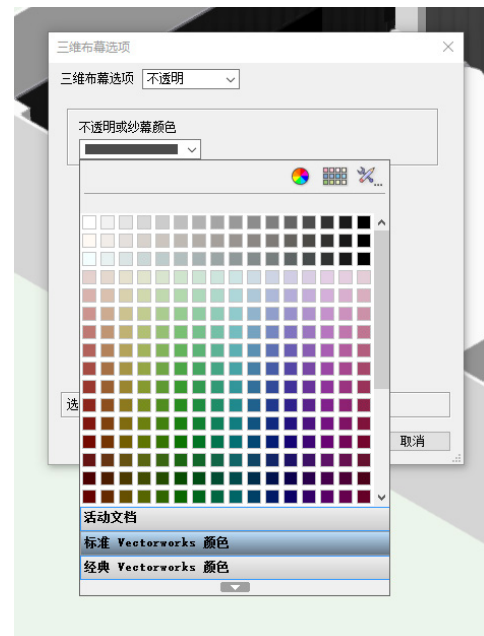 三维布幕选项
三维布幕选项 不透明
不透明或纱幕颜色
选
取消
活动文档
标准 Vectorworks 颜色
经典 Vectorworks 颜色